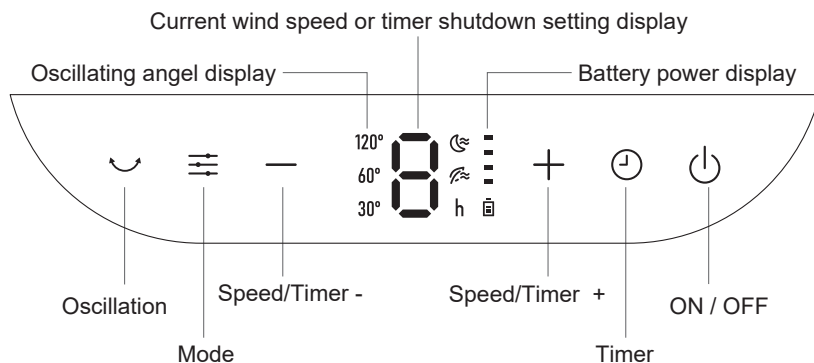 Current wind speed or timer shutdown setting display
Oscillating angel display
Battery power display
120°
60°
30°
8
h
Oscillation
Speed/Timer -
Speed/Timer +
ON / OFF
Mode
Timer